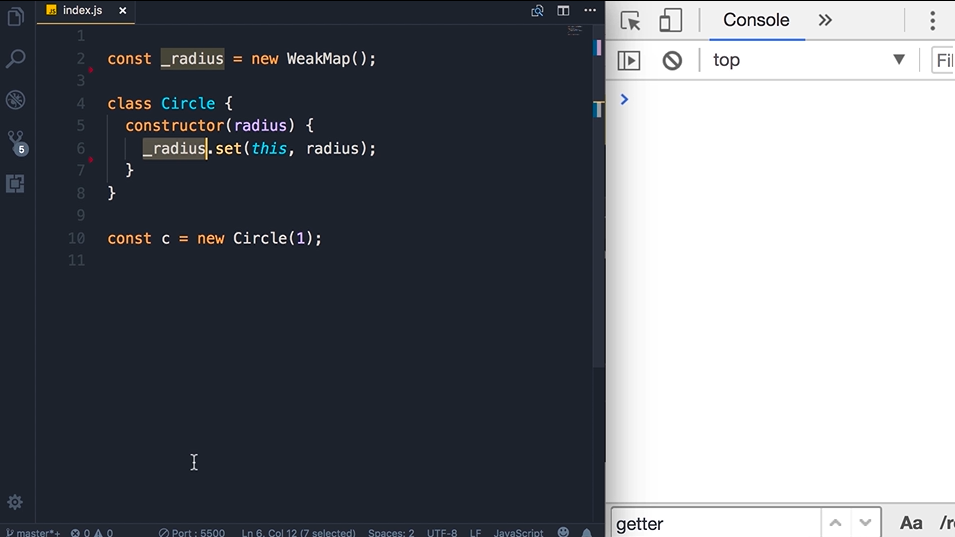 index.js
1
2 const _radius = new WeakMap();
3
4 class Circle {
5 constructor(radius) {
6 _radius.set(this, radius);
7 }
8 }
9
10 const c = new Circle(1);
11
5
master*+ 0 0 Port : 5500 Ln 6, Col 12 (7 selected) Spaces: 2 UTF-8 LF JavaScript
Console
top
Fil
getter
Aa